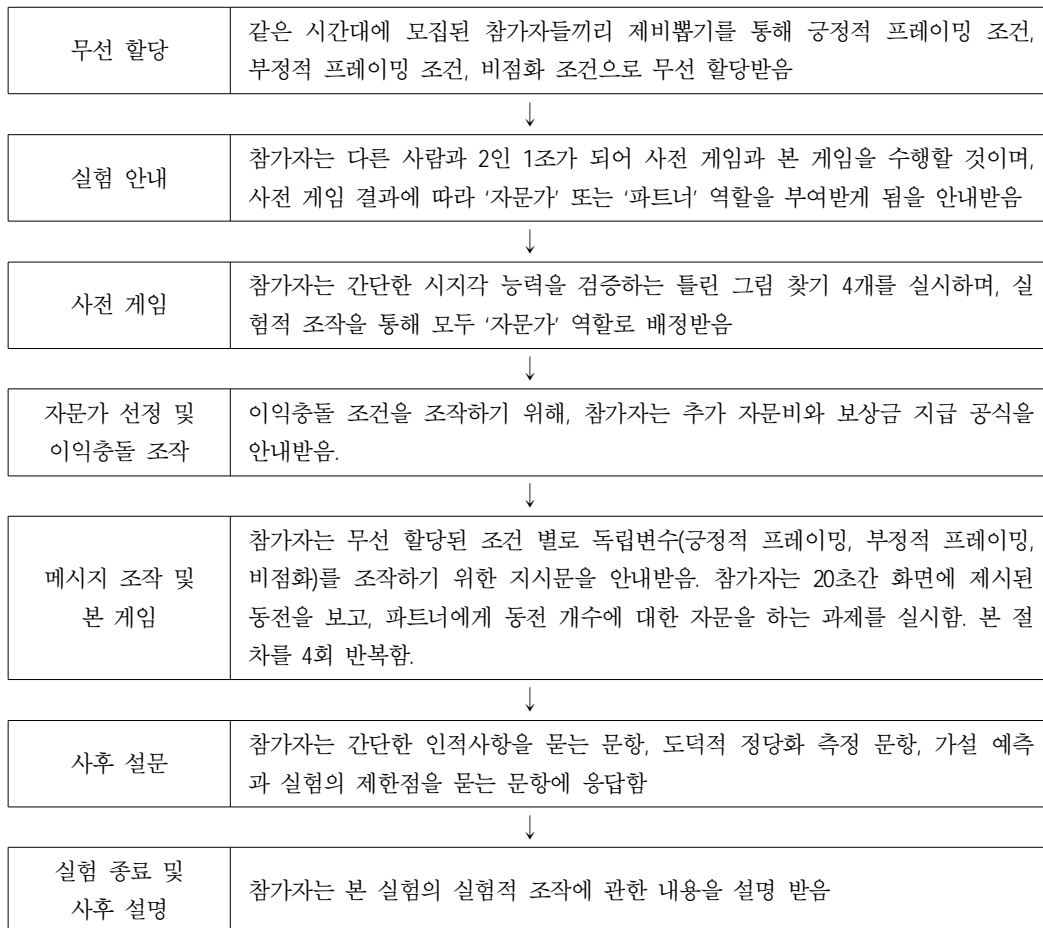 무선 할당
같은 시간대에 모집된 참가자들끼리 제비뽑기를 통해 긍정적 프레이밍 조건,
부정적 프레이밍 조건, 비점화 조건으로 무선 할당받음
↓
실험 안내
참가자는 다른 사람과 2인 1조가 되어 사전 게임과 본 게임을 수행할 것이며,
사전 게임 결과에 따라 ‘자문가’ 또는 ‘파트너’ 역할을 부여받게 됨을 안내받음
↓
사전 게임
참가자는 간단한 시지각 능력을 검증하는 틀린 그림 찾기 4개를 실시하며, 실
험적 조작을 통해 모두 ‘자문가’ 역할로 배정받음
↓
자문가 선정 및
이익충돌 조작
이익충돌 조건을 조작하기 위해, 참가자는 추가 자문비와 보상금 지급 공식을
안내받음.
↓
메시지 조작 및
본 게임
참가자는 무선 할당된 조건 별로 독립변수(긍정적 프레이밍, 부정적 프레이밍,
비점화)를 조작하기 위한 지시문을 안내받음. 참가자는 20초간 화면에 제시된
동전을 보고, 파트너에게 동전 개수에 대한 자문을 하는 과제를 실시함. 본 절
차를 4회 반복함.
↓
사후 설문
참가자는 간단한 인적사항을 묻는 문항, 도덕적 정당화 측정 문항, 가설 예측
과 실험의 제한점을 묻는 문항에 응답함
↓
실험 종료 및
사후 설명
참가자는 본 실험의 실험적 조작에 관한 내용을 설명 받음